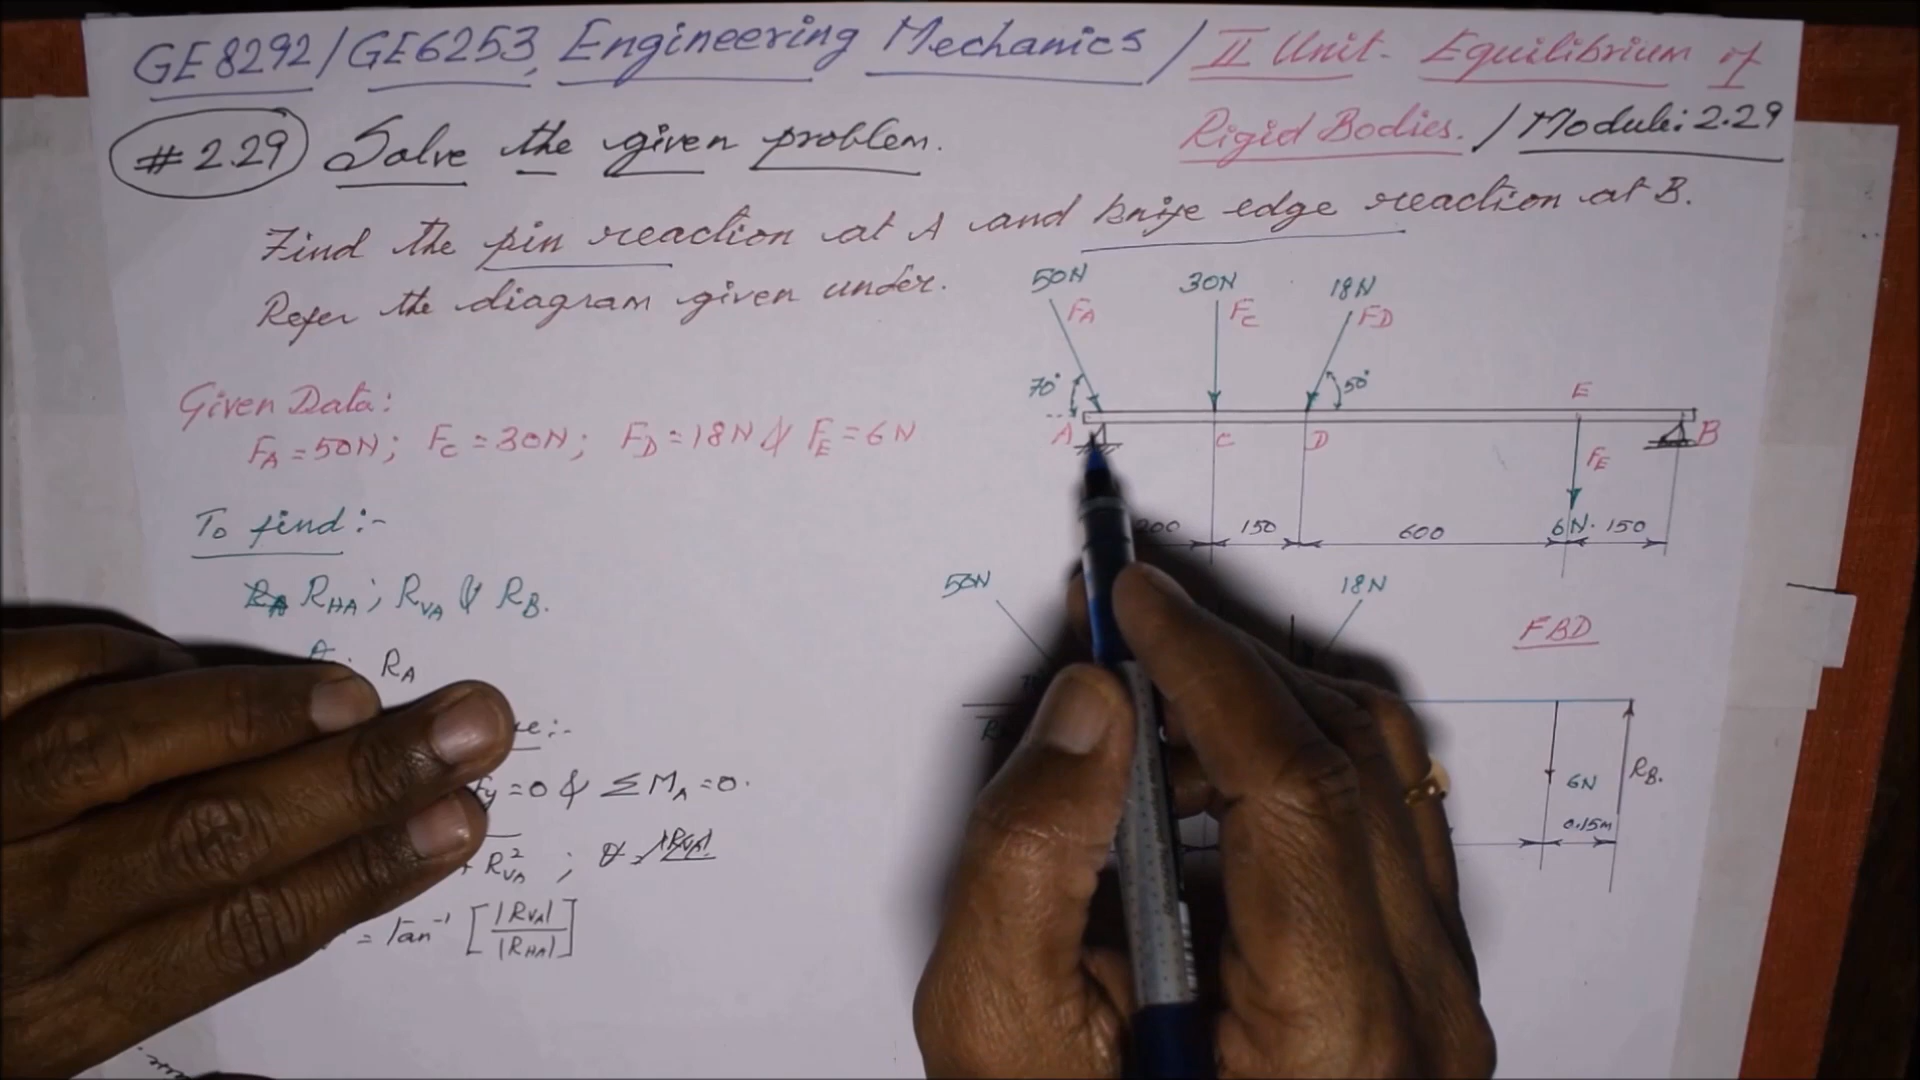 GE8292/GE6253, Engineering Mechanics / II Unit- Equilibrium of
Rigid Bodies. / Module: 2.29
#2.29 Solve the given problem.
Find the pin reaction at A and knife edge reaction at B.
Refer the diagram given under.
50N 30N 18N
FA FC FD
70° 50°
E
A C D B
FE
200 150 600 6N 150
Given Data:
FA = 50N; FC = 30N; FD = 18N & FE = 6N
To find:-
RHA; RVA & RB.
RA
50N 18N
FBD
6N RB.
0.15m
=0 & ΣMA =0.
R²VA ;
= Tan⁻¹ [|RVA| / |RHA|]